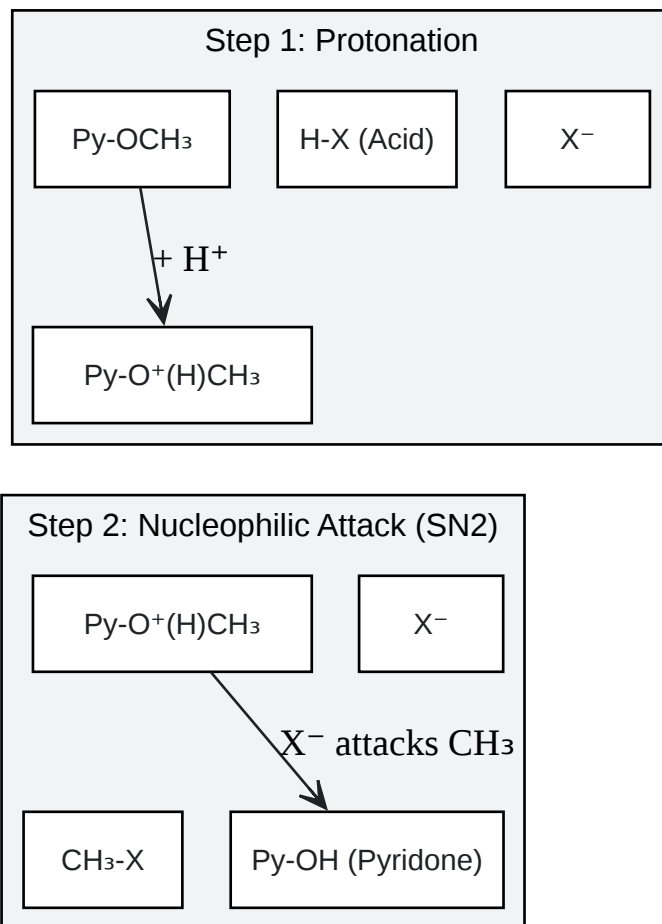 Step 1: Protonation
Py-OCH₃
H-X (Acid)
X⁻
+ H⁺
Py-O⁺(H)CH₃
Step 2: Nucleophilic Attack (SN2)
Py-O⁺(H)CH₃
X⁻
X⁻ attacks CH₃
CH₃-X
Py-OH (Pyridone)